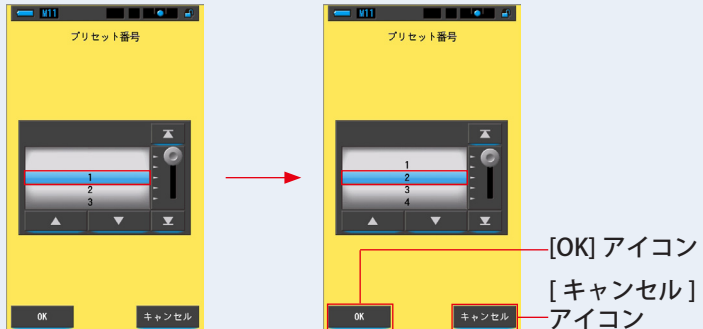 M11
プリセット番号
1
2
3
OK
キャンセル
M11
プリセット番号
1
2
3
4
OK
キャンセル
[OK] アイコン
[ キャンセル ]
アイコン